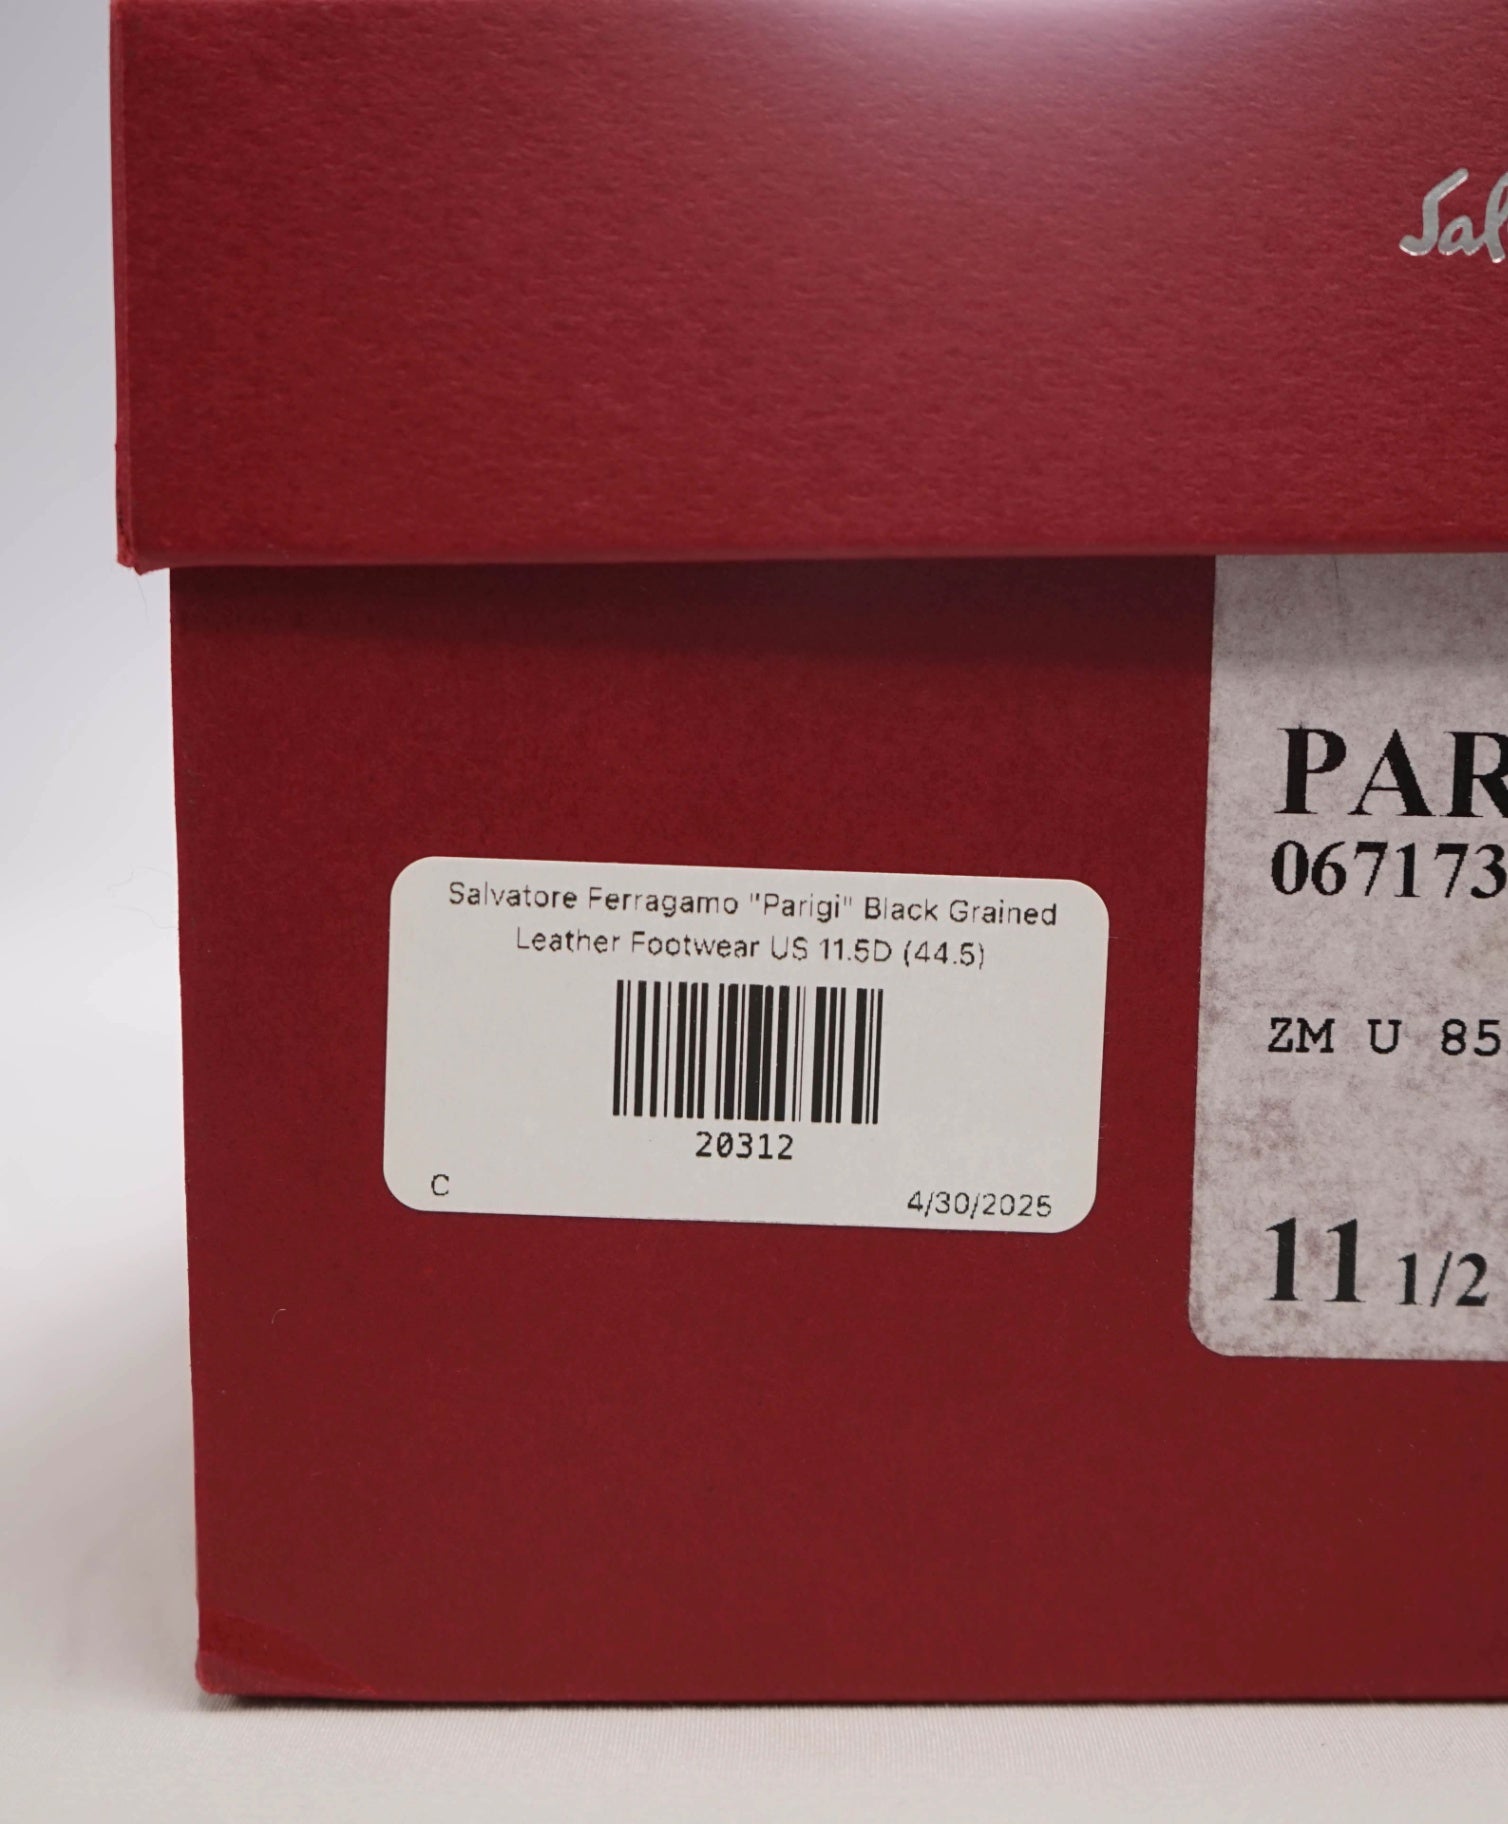 Sal
PAR
067173
Salvatore Ferragamo "Parigi" Black Grained
Leather Footwear US 11.5D (44.5)
ZM U 85
20312
C
4/30/2025
11 1/2